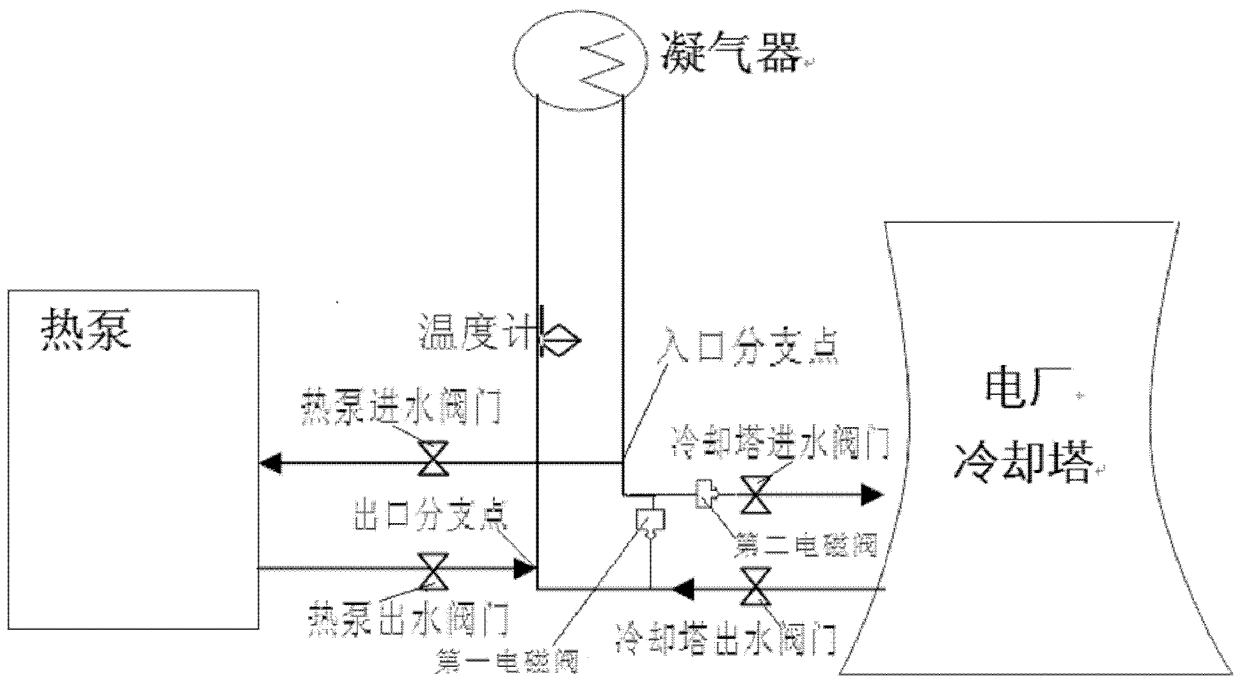 凝气器
热泵
温度计
入口分支点
电厂
冷却塔
热泵进水阀门
冷却塔进水阀门
出口分支点
第二电磁阀
热泵出水阀门
冷却塔出水阀门
第一电磁阀